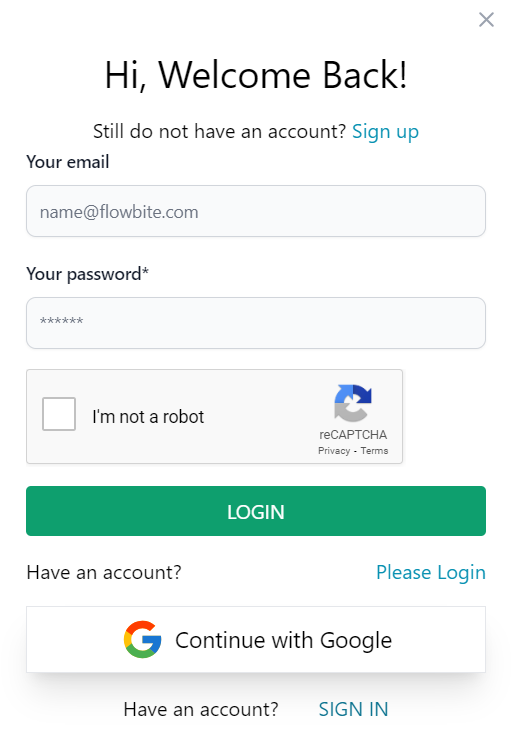 Hi, Welcome Back!
Still do not have an account? Sign up
Your email
name@flowbite.com
Your password*
******
I'm not a robot
reCAPTCHA
Privacy - Terms
LOGIN
Have an account? Please Login
Continue with Google
Have an account? SIGN IN